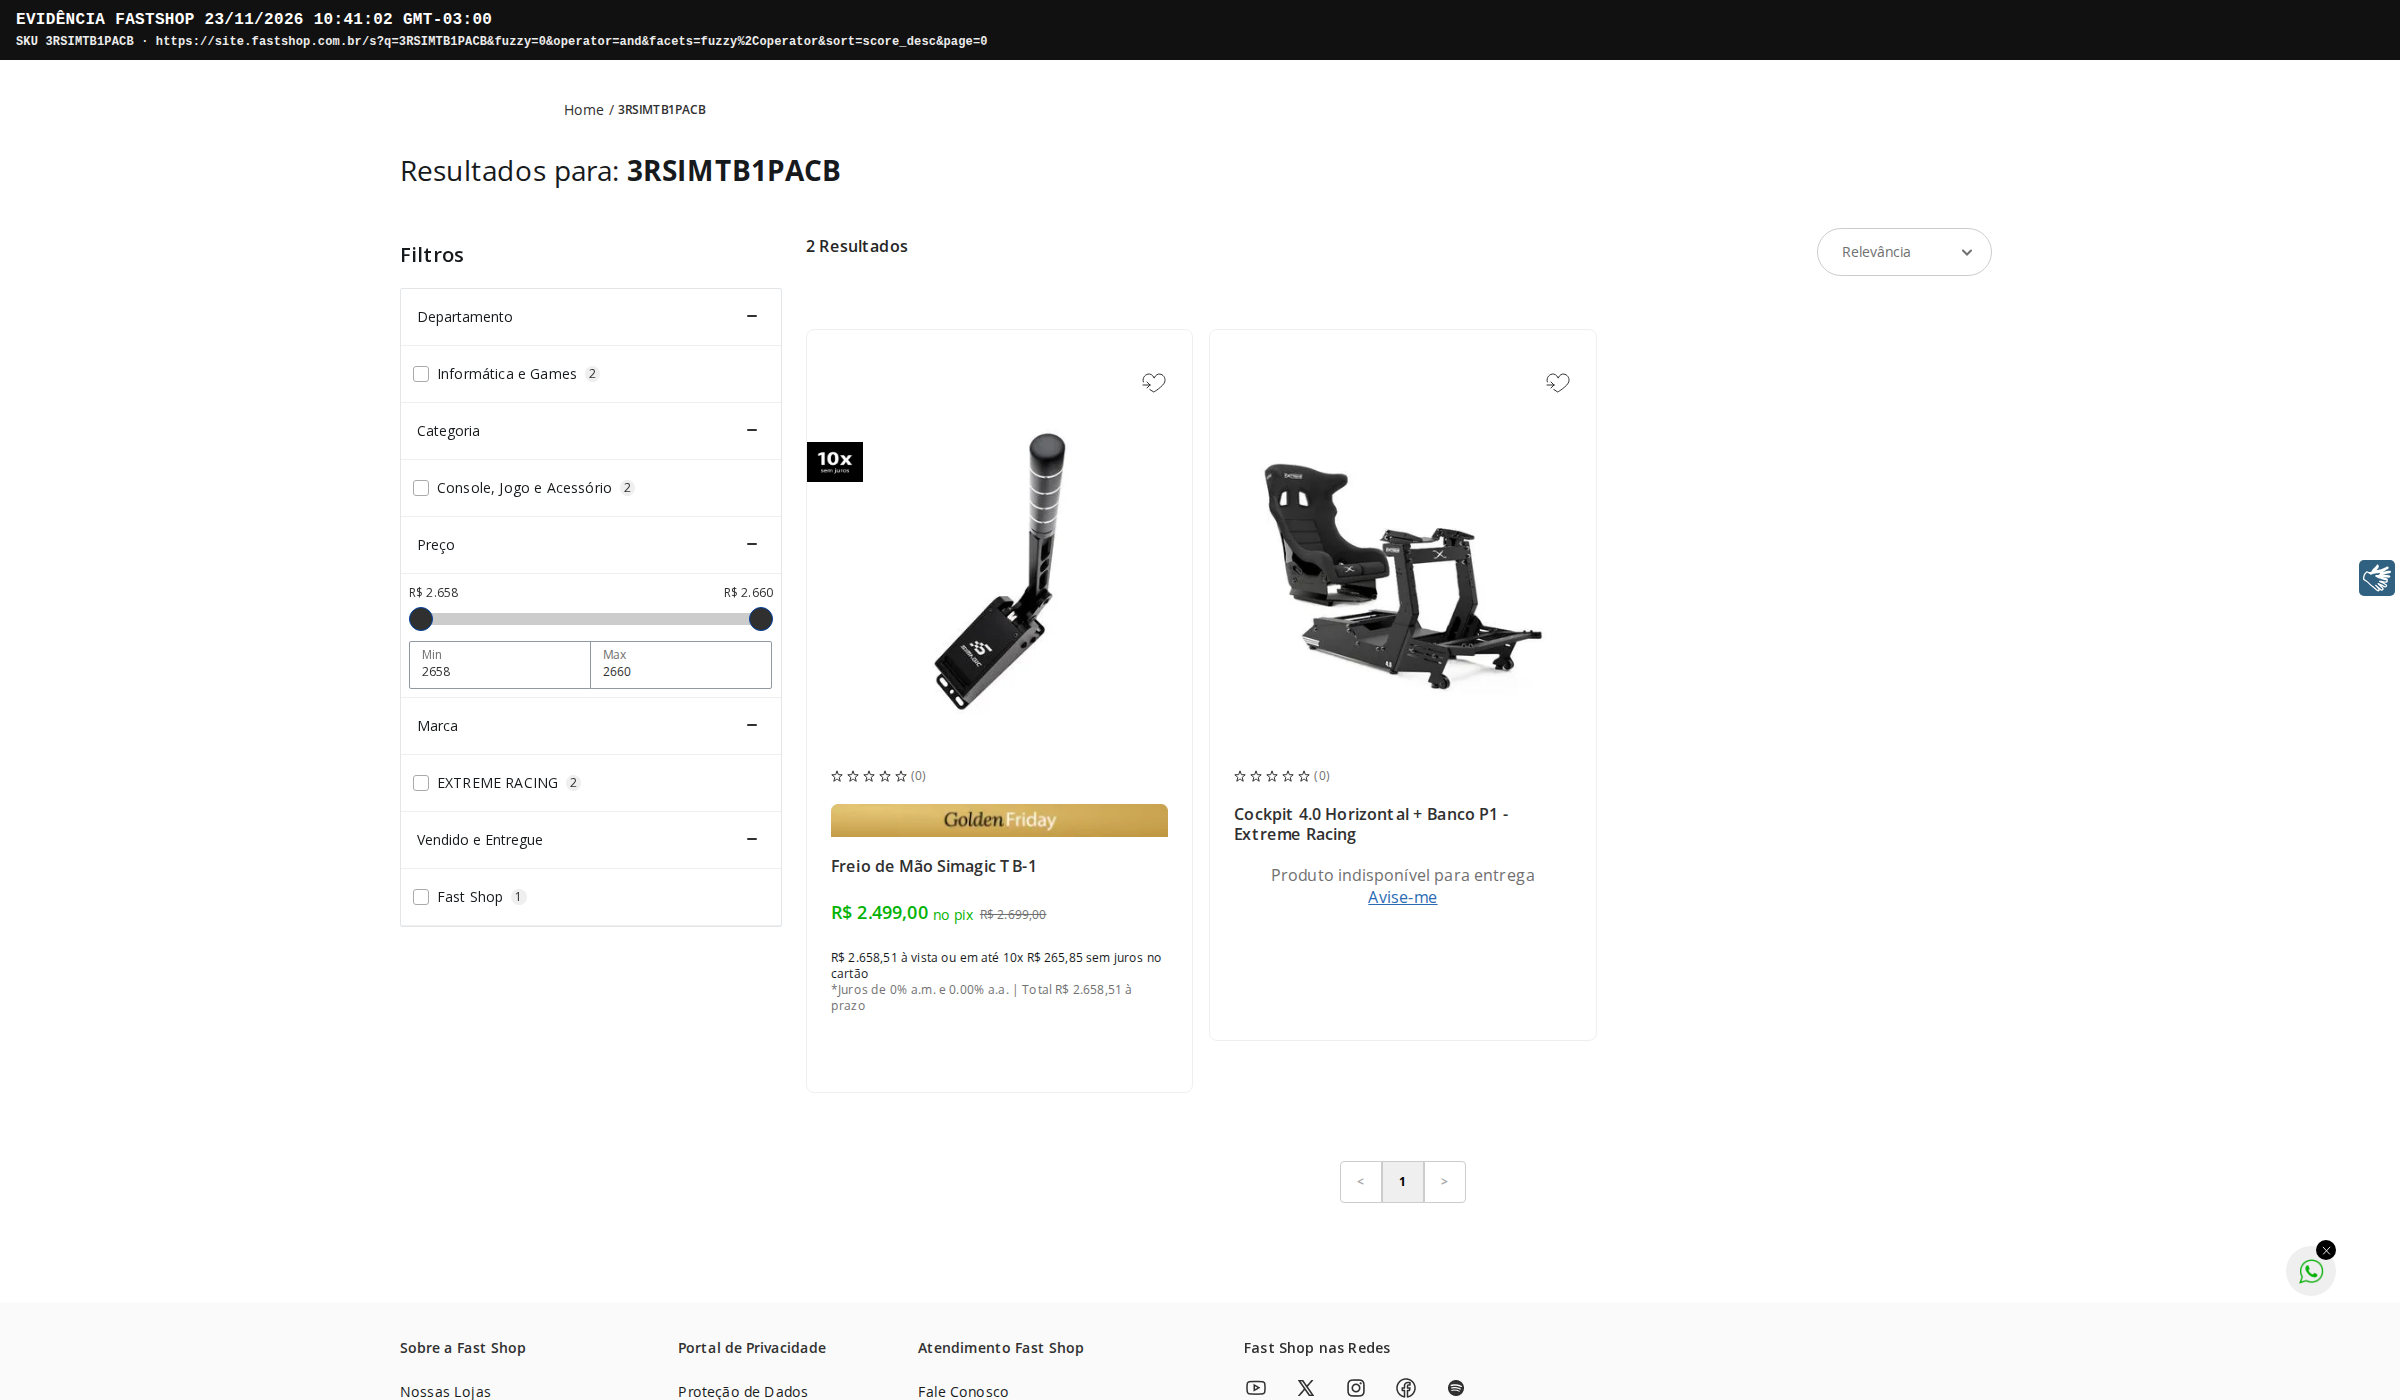 EVIDÊNCIA FASTSHOP 23/11/2026 10:41:02 GMT-03:00
SKU 3RSIMTB1PACB · https://site.fastshop.com.br/s?q=3RSIMTB1PACB&fuzzy=0&operator=and&facets=fuzzy%2Coperator&sort=score_desc&page=0
Home / 3RSIMTB1PACB
Resultados para: 3RSIMTB1PACB
Filtros
Departamento
Informática e Games 2
Categoria
Console, Jogo e Acessório 2
Preço
R$ 2.658 R$ 2.660
Min Max
2658 2660
Marca
EXTREME RACING 2
Vendido e Entregue
Fast Shop 1
2 Resultados
Relevância
10x
sem juros
SIMAGIC
(0)
Golden Friday
Freio de Mão Simagic TB-1
R$ 2.499,00 no pix R$ 2.699,00
R$ 2.658,51 à vista ou em até 10x R$ 265,85 sem juros no
cartão
*Juros de 0% a.m. e 0.00% a.a. | Total R$ 2.658,51 à
prazo
(0)
Cockpit 4.0 Horizontal + Banco P1 -
Extreme Racing
Produto indisponível para entrega
Avise-me
< 1 >
Sobre a Fast Shop
Portal de Privacidade
Atendimento Fast Shop
Fast Shop nas Redes
Nossas Lojas
Proteção de Dados
Fale Conosco